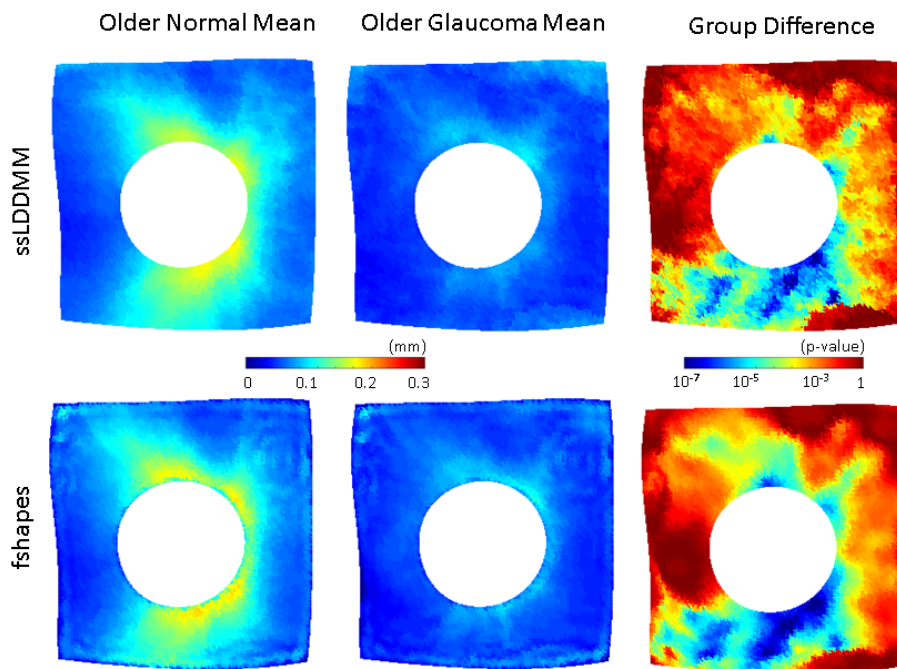 Older Normal Mean
Older Glaucoma Mean
Group Difference
ssLDDMM
(mm)
0 0.1 0.2 0.3
(p-value)
10⁻⁷ 10⁻⁵ 10⁻³ 1
fshapes